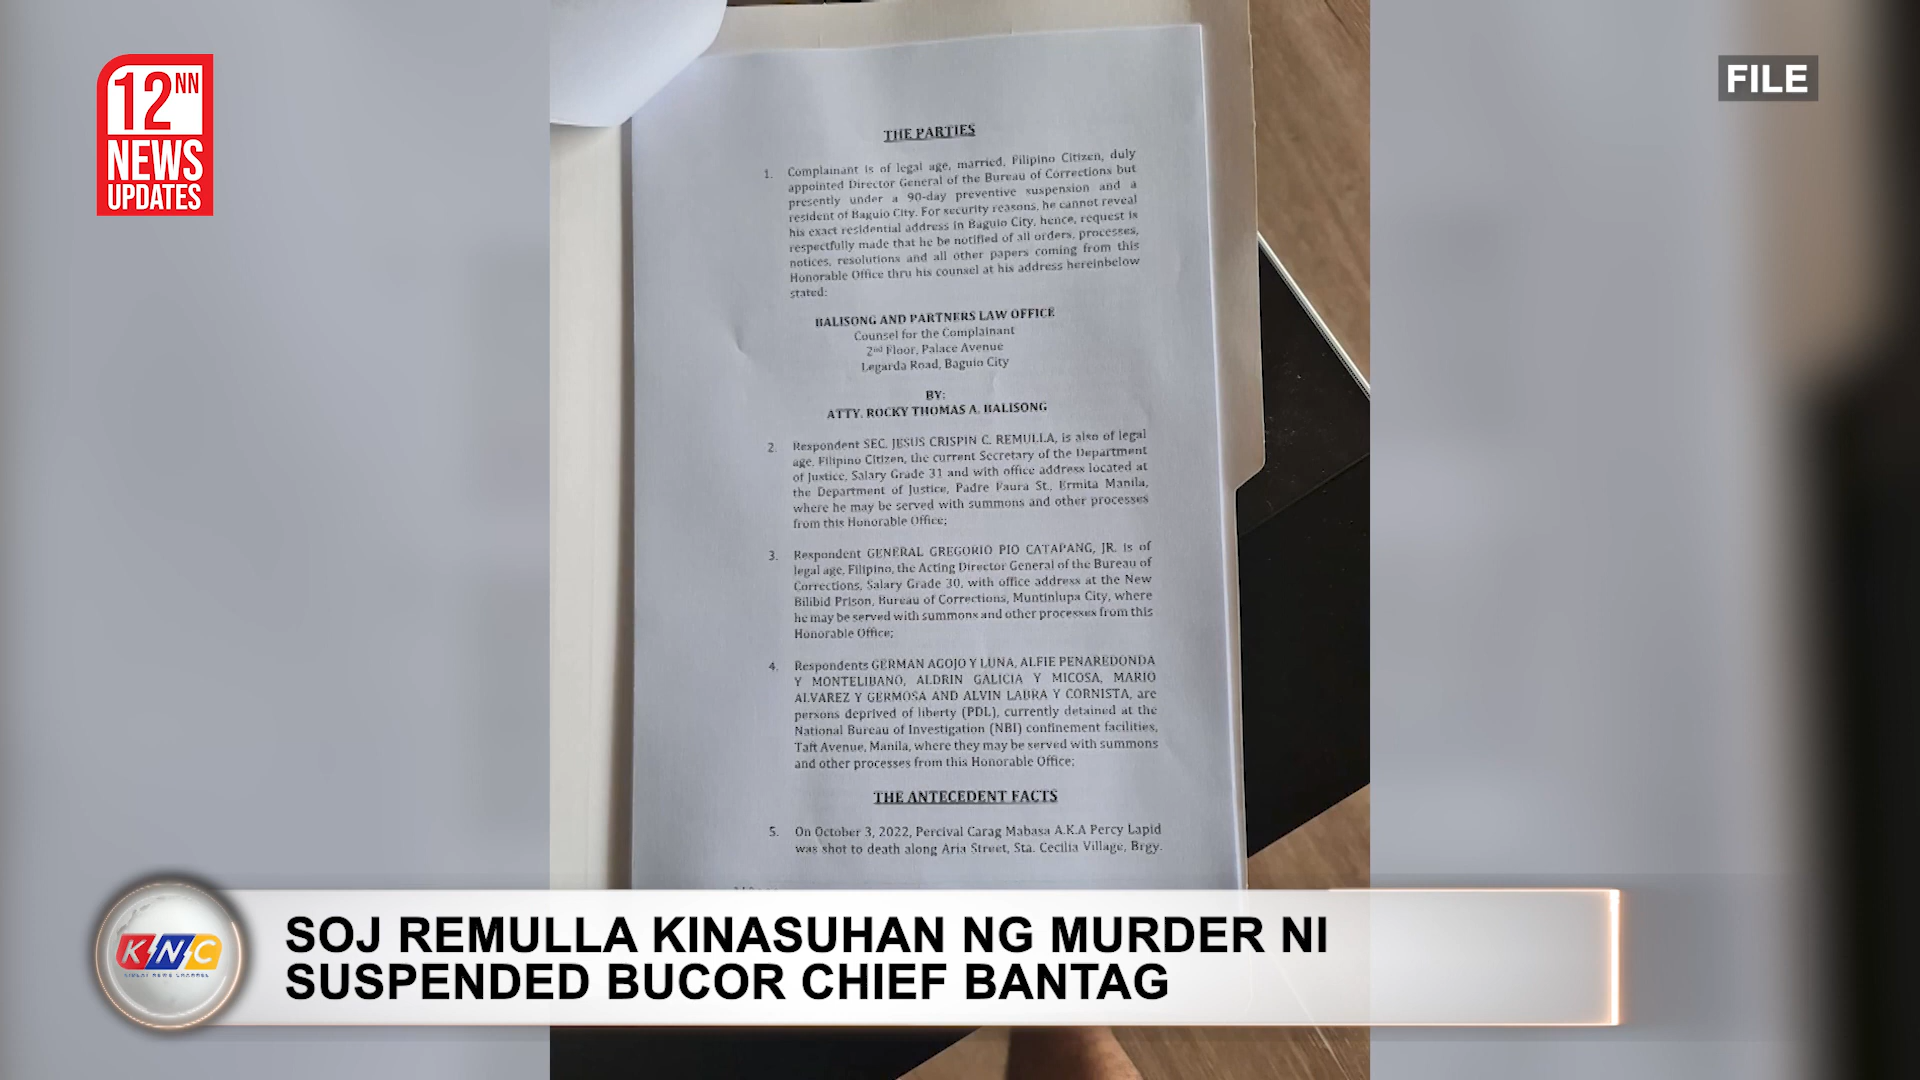 12NN
NEWS
UPDATES
FILE
THE PARTIES
1. Complainant is of legal age, married, Filipino Citizen, duly
appointed Director General of the Bureau of Corrections but
presently under a 90-day preventive suspension and a
resident of Baguio City. For security reasons, he cannot reveal
his exact residential address in Baguio City, hence, request is
respectfully made that he be notified of all orders, processes,
notices, resolutions and all other papers coming from this
Honorable Office thru his counsel at his address hereinbelow
stated:
BALISONG AND PARTNERS LAW OFFICE
Counsel for the Complainant
2nd Floor, Palace Avenue
Legarda Road, Baguio City
BY:
ATTY. ROCKY THOMAS A. BALISONG
2. Respondent SEC. JESUS CRISPIN C. REMULLA, is also of legal
age, Filipino Citizen, the current Secretary of the Department
of Justice, Salary Grade 31 and with office address located at
the Department of Justice, Padre Faura St., Ermita Manila,
where he may be served with summons and other processes
from this Honorable Office;
3. Respondent GENERAL GREGORIO PIO CATAPANG, JR. is of
legal age, Filipino, the Acting Director General of the Bureau of
Corrections, Salary Grade 30, with office address at the New
Bilibid Prison, Bureau of Corrections, Muntinlupa City, where
he may be served with summons and other processes from this
Honorable Office;
4. Respondents GERMAN AGOJO Y LUNA, ALFIE PENAREDONDA
Y MONTELIBANO, ALDRIN GALICIA Y MICOSA, MARIO
ALVAREZ Y GERMOSA AND ALVIN LABRA Y CORNISTA, are
persons deprived of liberty (PDL), currently detained at the
National Bureau of Investigation (NBI) confinement facilities,
Taft Avenue, Manila, where they may be served with summons
and other processes from this Honorable Office;
THE ANTECEDENT FACTS
5. On October 3, 2022, Percival Carag Mabasa A.K.A Percy Lapid
was shot to death along Aria Street, Sta. Cecilia Village, Brgy.
KNC
SOJ REMULLA KINASUHAN NG MURDER NI
SUSPENDED BUCOR CHIEF BANTAG